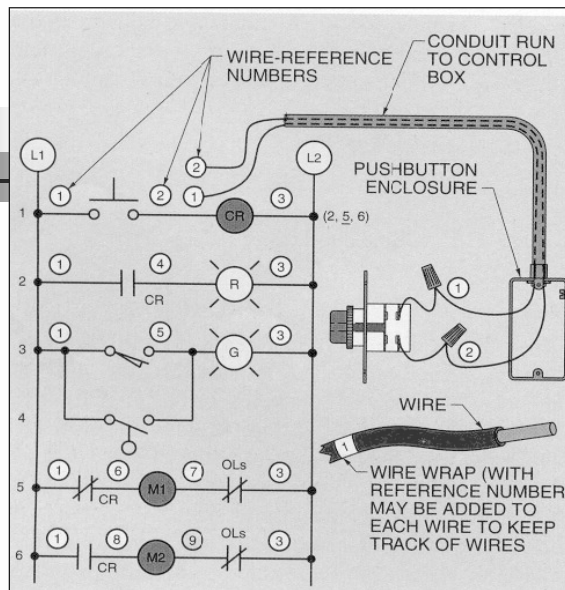 WIRE-REFERENCE
NUMBERS
CONDUIT RUN
TO CONTROL
BOX
L1
L2
PUSHBUTTON
ENCLOSURE
2
1 2 1 3
1 CR (2, 5, 6)
1 4 3
2 CR R
1 5 3
3 G
4
1
2
WIRE
1
WIRE WRAP (WITH
REFERENCE NUMBER
MAY BE ADDED TO
EACH WIRE TO KEEP
TRACK OF WIRES
1 6 7 OLs 3
5 CR M1
1 8 9 OLs 3
6 CR M2